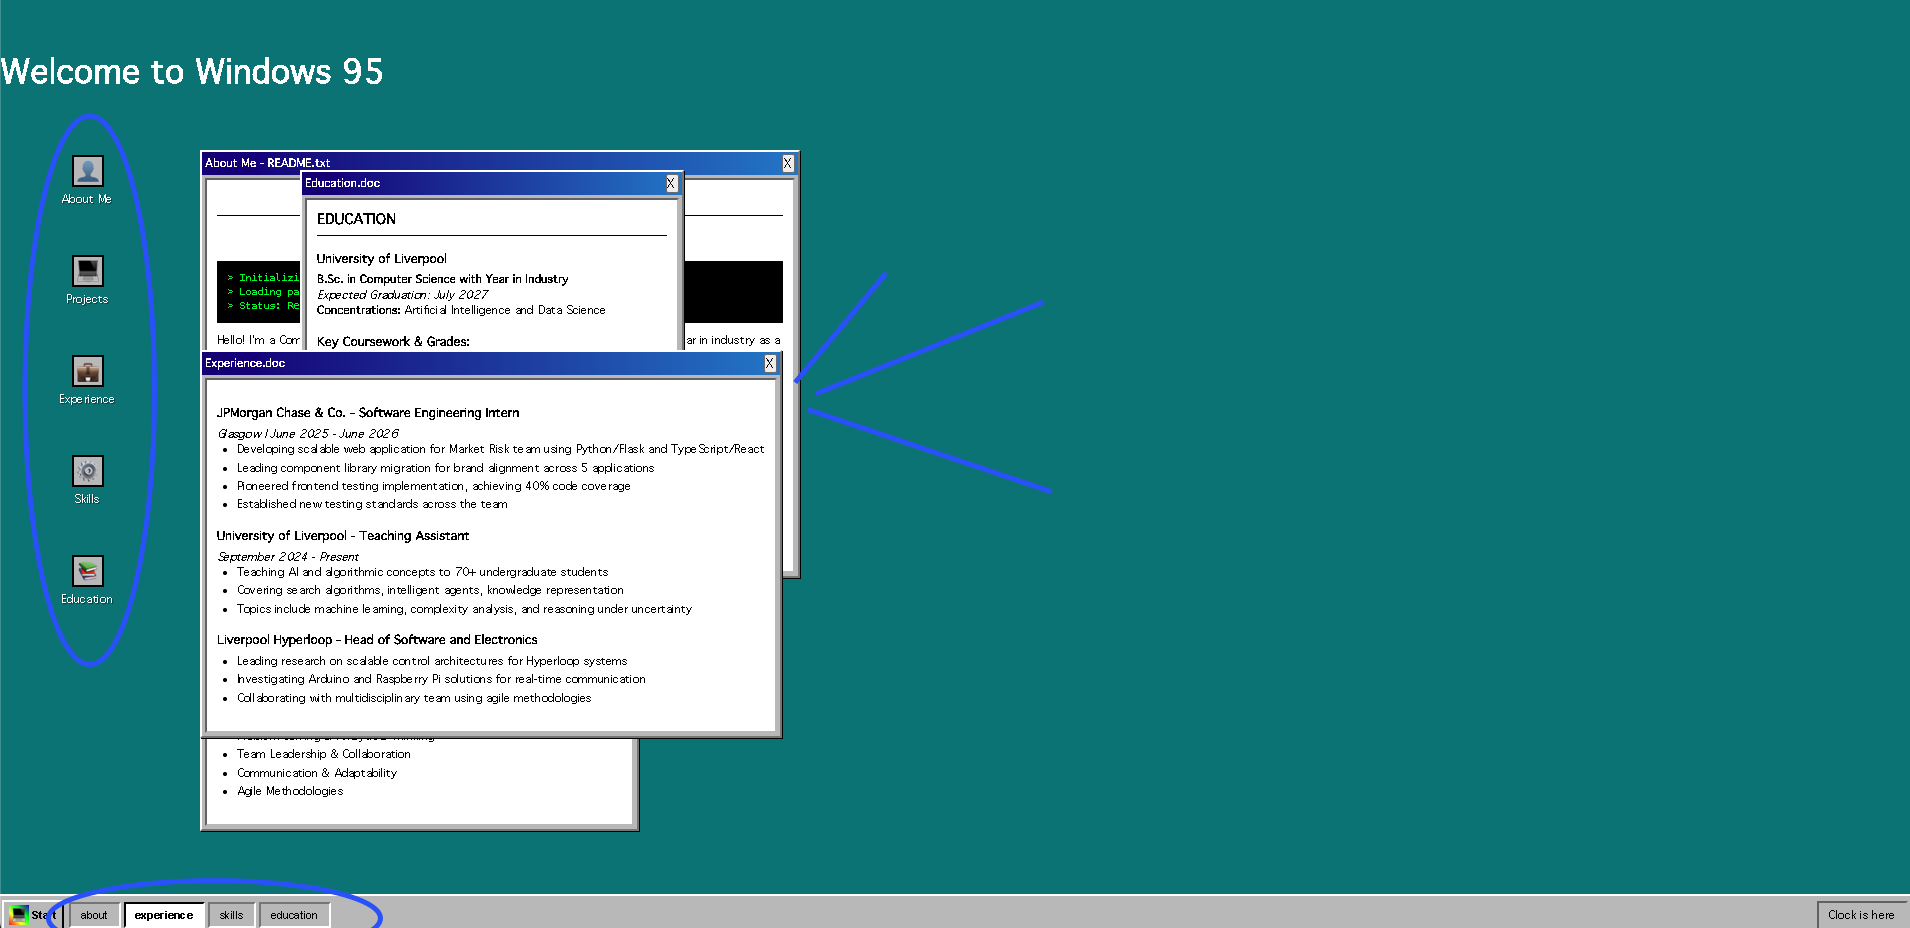 Welcome to Windows 95
About Me
Projects
Experience
Skills
Education
About Me - README.txt
X
> Initializi
> Loading pa
> Status: Re
Hello! I'm a Com
ar in industry as a
Education.doc
X
EDUCATION
University of Liverpool
B.Sc. in Computer Science with Year in Industry
Expected Graduation: July 2027
Concentrations: Artificial Intelligence and Data Science
Key Coursework & Grades:
Experience.doc
X
JPMorgan Chase & Co. - Software Engineering Intern
Glasgow | June 2025 - June 2026
• Developing scalable web application for Market Risk team using Python/Flask and TypeScript/React
• Leading component library migration for brand alignment across 5 applications
• Pioneered frontend testing implementation, achieving 40% code coverage
• Established new testing standards across the team
University of Liverpool - Teaching Assistant
September 2024 - Present
• Teaching AI and algorithmic concepts to 70+ undergraduate students
• Covering search algorithms, intelligent agents, knowledge representation
• Topics include machine learning, complexity analysis, and reasoning under uncertainty
Liverpool Hyperloop - Head of Software and Electronics
• Leading research on scalable control architectures for Hyperloop systems
• Investigating Arduino and Raspberry Pi solutions for real-time communication
• Collaborating with multidisciplinary team using agile methodologies
• Team Leadership & Collaboration
• Communication & Adaptability
• Agile Methodologies
Start
about
experience
skills
education
Clock is here